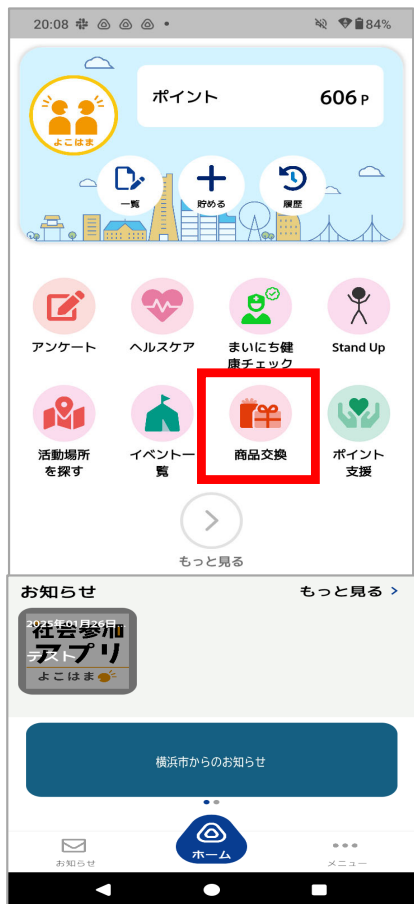 20:08
84%
ポイント
606 P
よこはま
一覧
貯める
履歴
アンケート
ヘルスケア
まいにち健
康チェック
Stand Up
活動場所
を探す
イベント一
覧
商品交換
ポイント
支援
もっと見る
お知らせ
もっと見る
2025年01月26日
社会参加
テスト
アプリ
よこはま
横浜市からのお知らせ
お知らせ
ホーム
メニュー